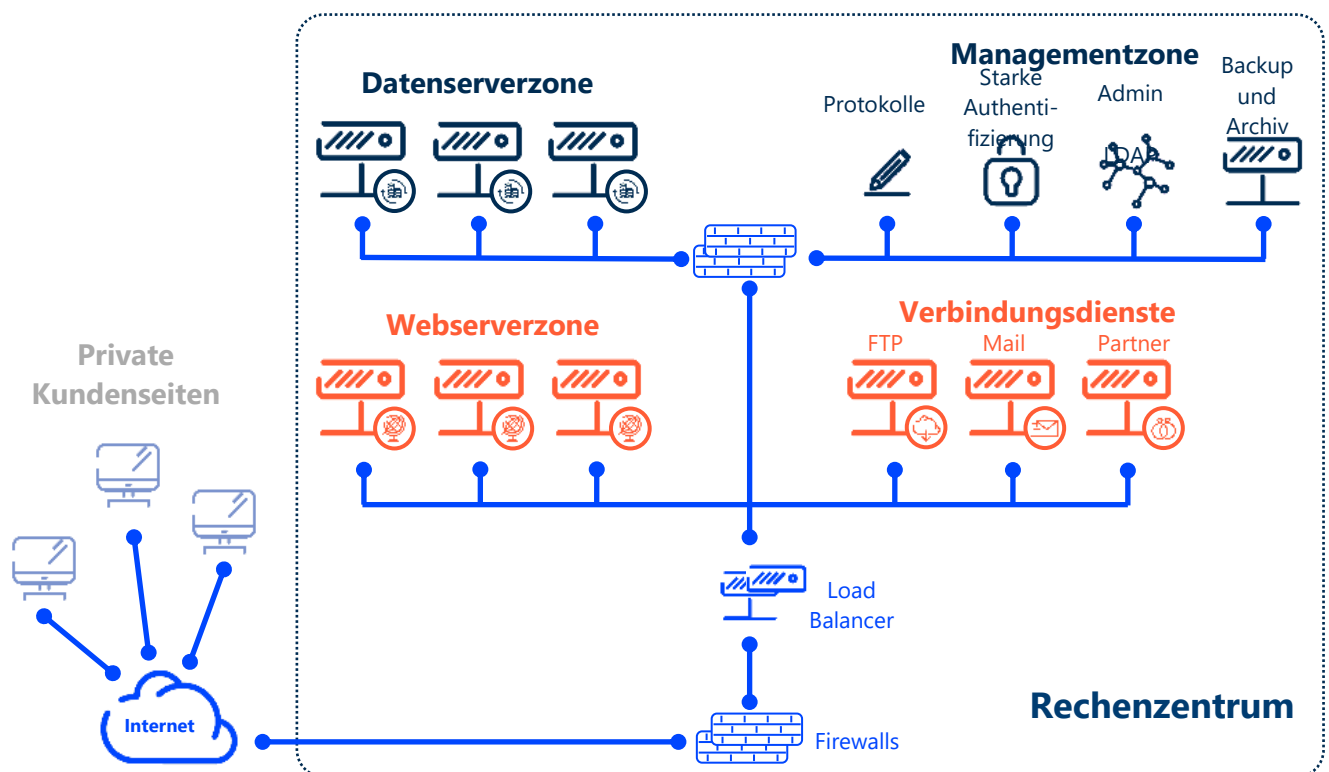 Datenserverzone
Managementzone
Protokolle
Starke
Authenti-
fizierung
Admin
LDAP
Backup
und
Archiv
Webserverzone
Verbindungsdienste
FTP
Mail
Partner
Private
Kundenseiten
Load
Balancer
Internet
Firewalls
Rechenzentrum